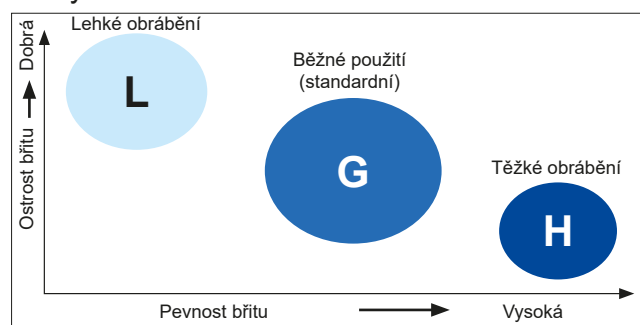 Lehké obrábění
Běžné použití
(standardní)
Těžké obrábění
L
G
H
Ostrost břitu
Dobrá
Pevnost břitu
Vysoká